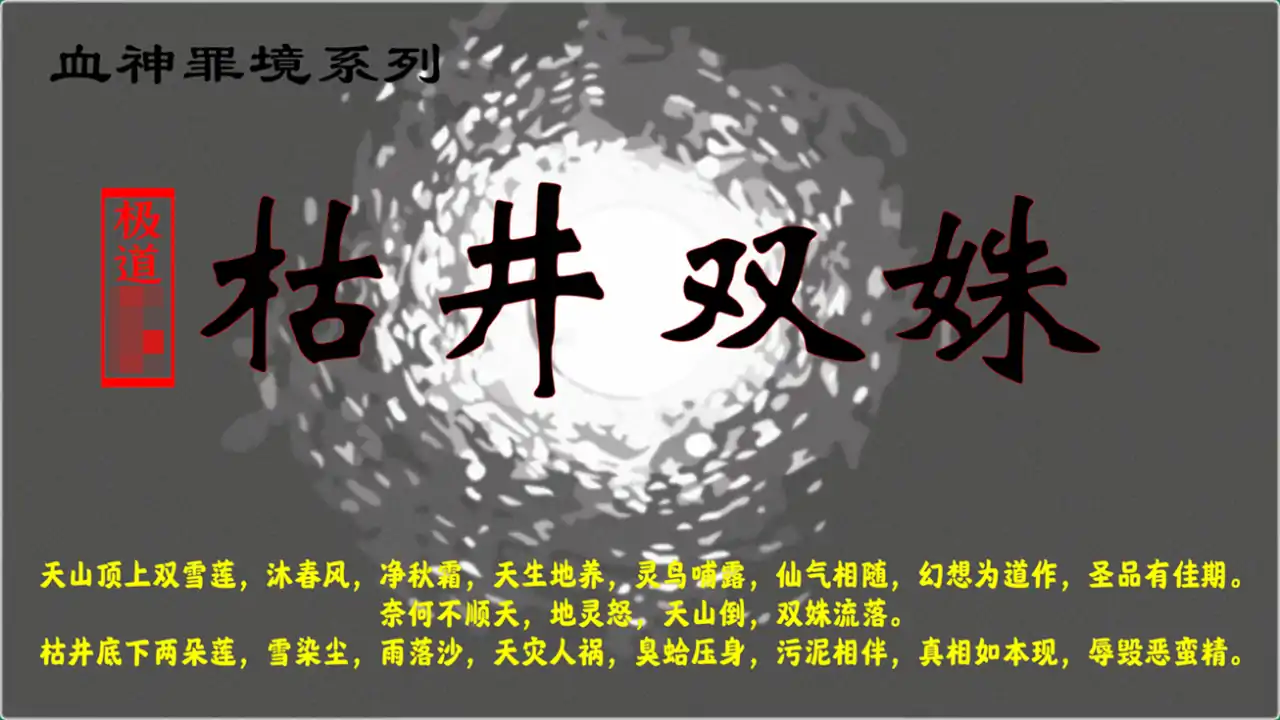 血神罪境系列
极道
枯井双姝
天山顶上双雪莲，沐春风，净秋霜，天生地养，灵鸟哺露，仙气相随，幻想为道作，圣品有佳期。
奈何不顺天，地灵怒，天山倒，双姝流落。
枯井底下两朵莲，雪染尘，雨落沙，天灾人祸，臭蛤压身，污泥相伴，真相如本现，辱毁恶蛮精。